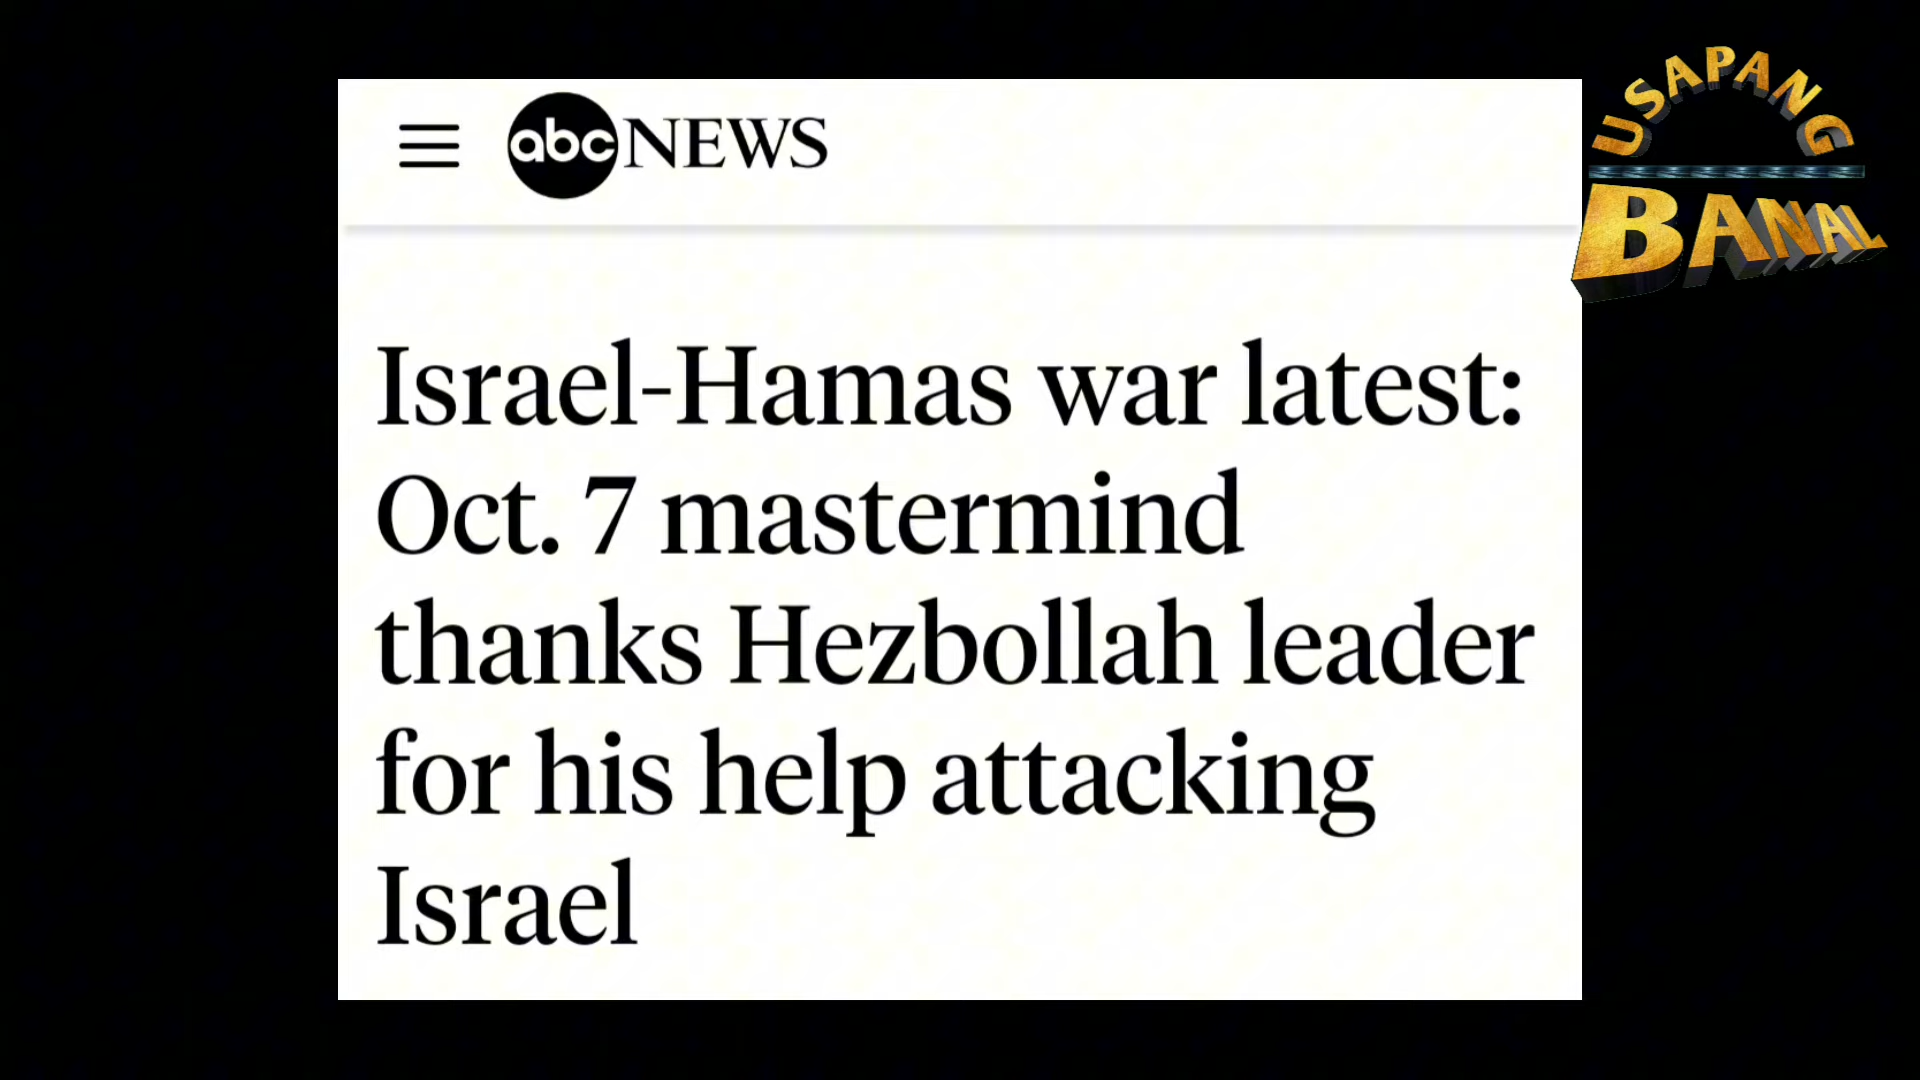 abc NEWS
USAPANG
BANAL
Israel-Hamas war latest:
Oct. 7 mastermind
thanks Hezbollah leader
for his help attacking
Israel